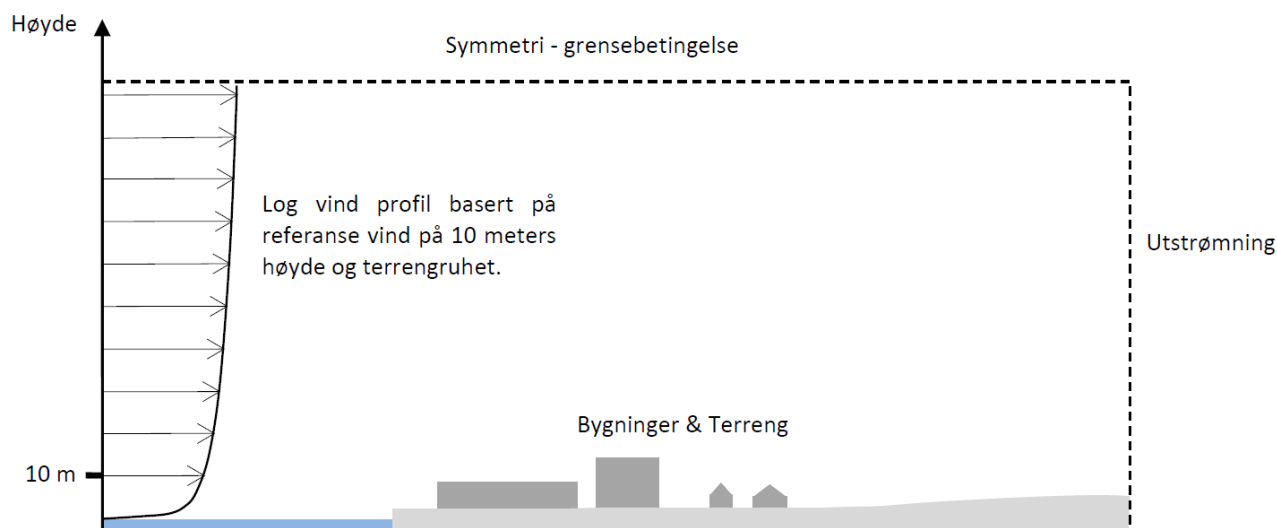 Høyde
Symmetri - grensebetingelse
Log vind profil basert på
referanse vind på 10 meters
høyde og terrengruhet.
Utstrømning
Bygninger & Terreng
10 m